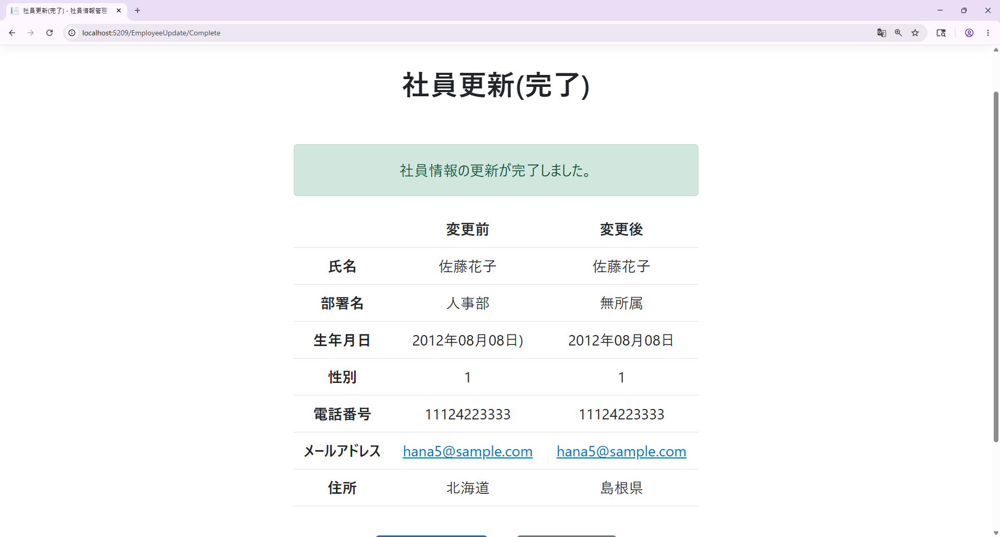 社員更新(完了) - 社員情報管理
localhost:5209/EmployeeUpdate/Complete
社員更新(完了)
社員情報の更新が完了しました。
変更前 変更後
氏名 佐藤花子 佐藤花子
部署名 人事部 無所属
生年月日 2012年08月08日) 2012年08月08日
性別 1 1
電話番号 11124223333 11124223333
メールアドレス hana5@sample.com hana5@sample.com
住所 北海道 島根県